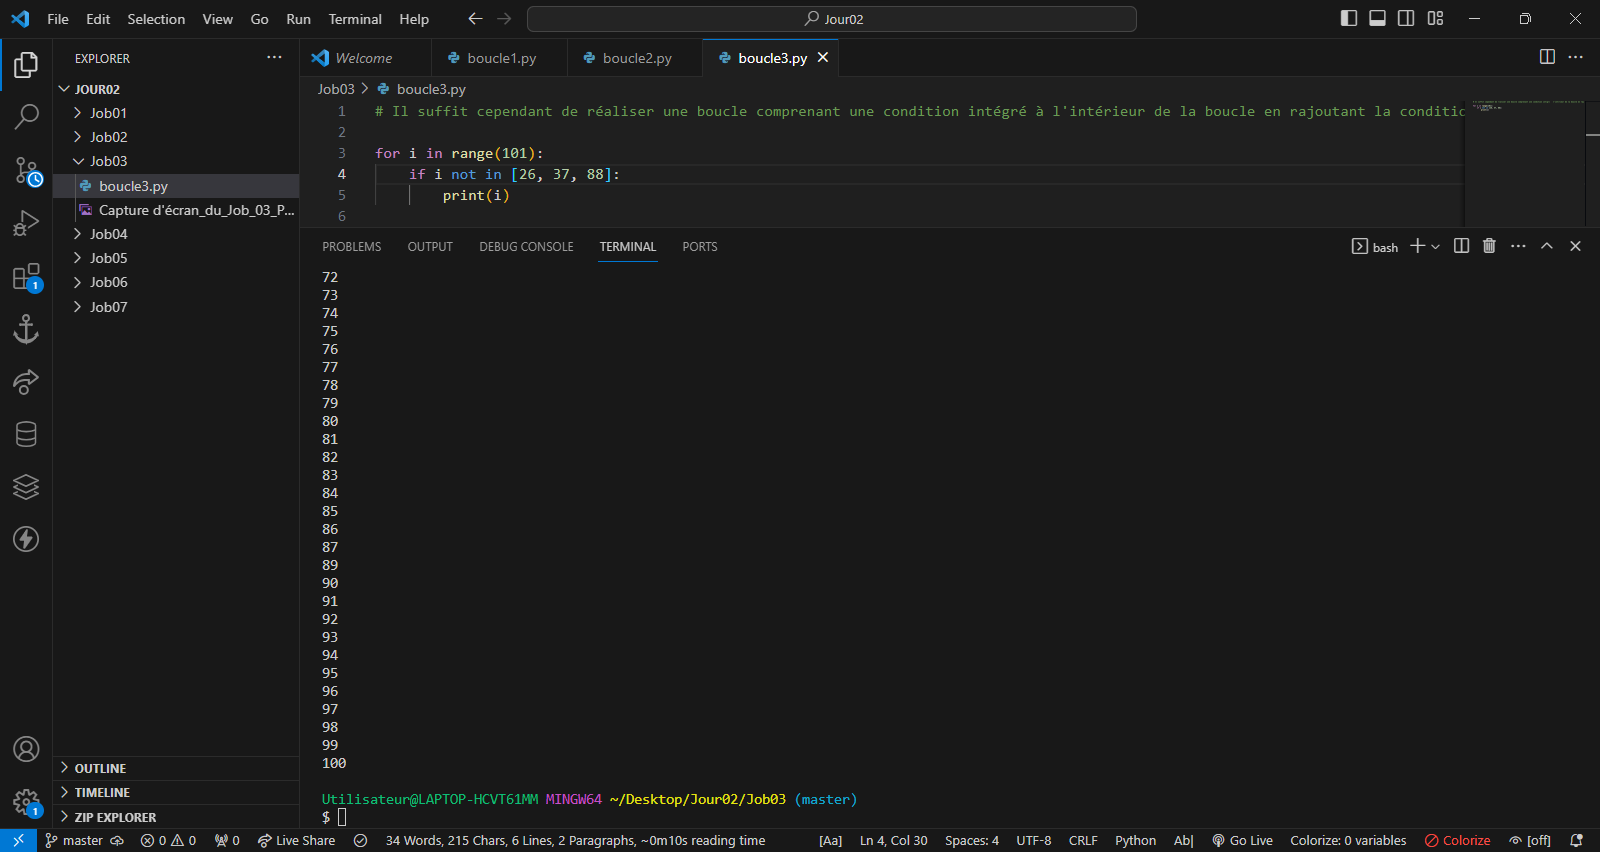 File Edit Selection View Go Run Terminal Help
Jour02
EXPLORER
Welcome
boucle1.py
boucle2.py
boucle3.py
JOUR02
Job01
Job02
Job03
boucle3.py
Capture d'écran_du_Job_03_P...
Job04
Job05
Job06
Job07
OUTLINE
TIMELINE
ZIP EXPLORER
1
1
Job03 > boucle3.py
1 # Il suffit cependant de réaliser une boucle comprenant une condition intégré à l'intérieur de la boucle en rajoutant la conditic
2
3 for i in range(101):
4 if i not in [26, 37, 88]:
5 print(i)
6
PROBLEMS OUTPUT DEBUG CONSOLE TERMINAL PORTS
bash
72
73
74
75
76
77
78
79
80
81
82
83
84
85
86
87
89
90
91
92
93
94
95
96
97
98
99
100
Utilisateur@LAPTOP-HCVT61MM MINGW64 ~/Desktop/Jour02/Job03 (master)
$
master 0 0 0 Live Share 34 Words, 215 Chars, 6 Lines, 2 Paragraphs, ~0m10s reading time [Aa] Ln 4, Col 30 Spaces: 4 UTF-8 CRLF Python Ab| Go Live Colorize: 0 variables Colorize [off]